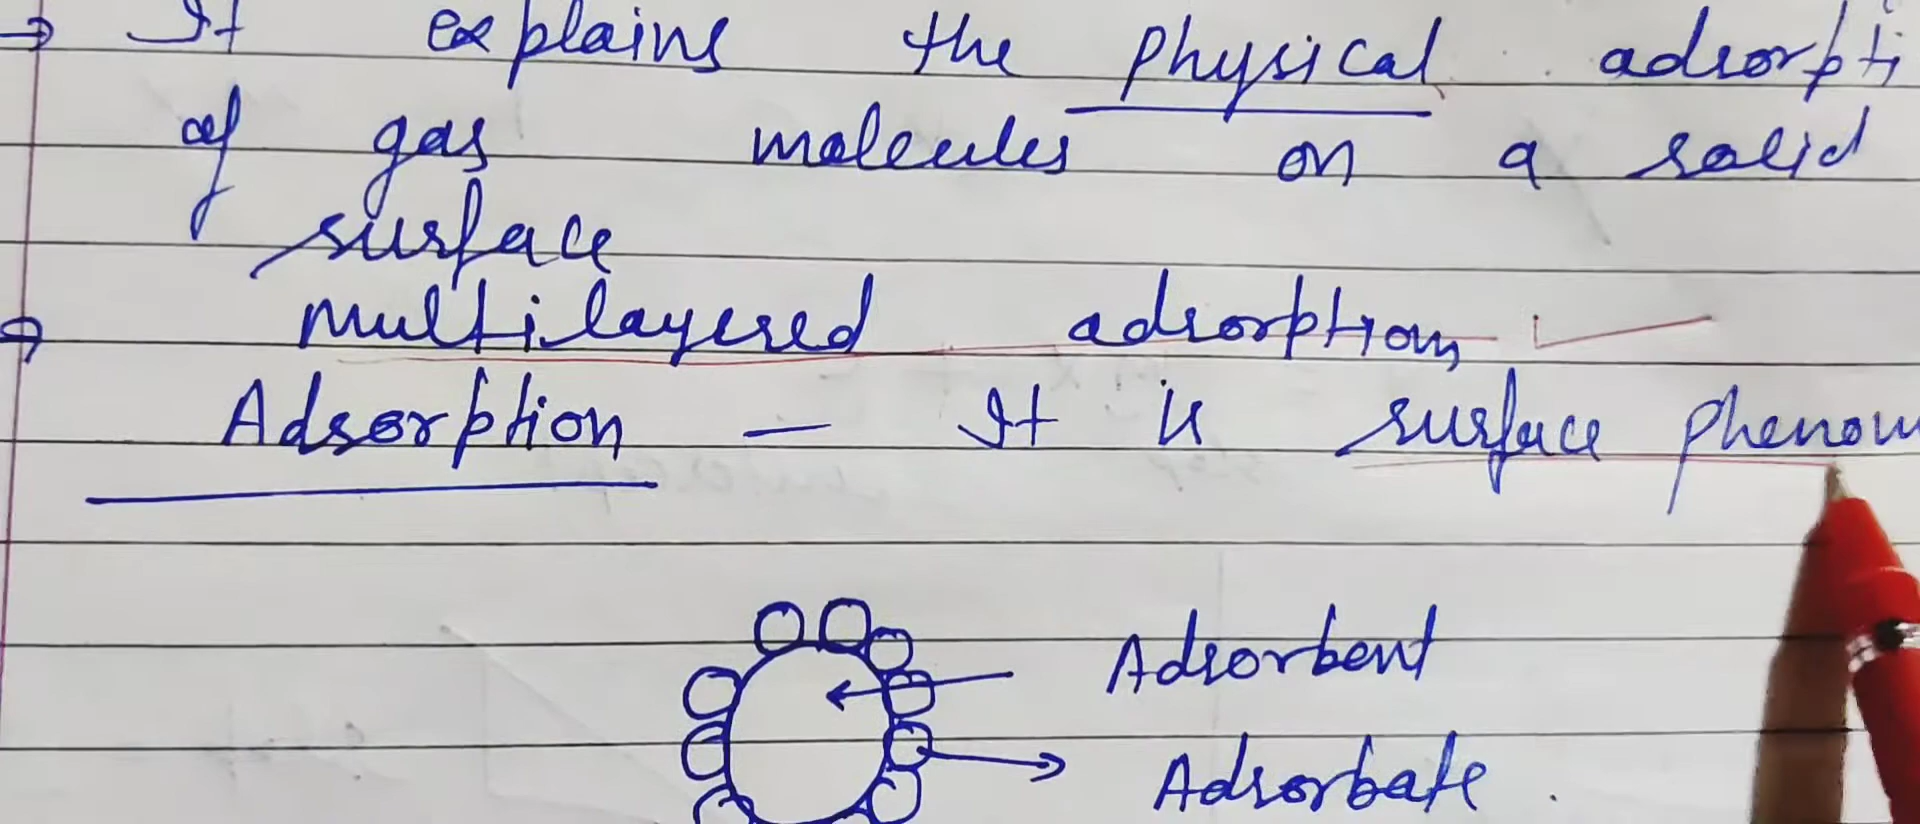 ⇒ It explains the physical adsorpti
of gas molecules on a solid
surface
⇒ multilayered adsorption
Adsorption — It is surface phenom
Adsorbent
Adsorbate